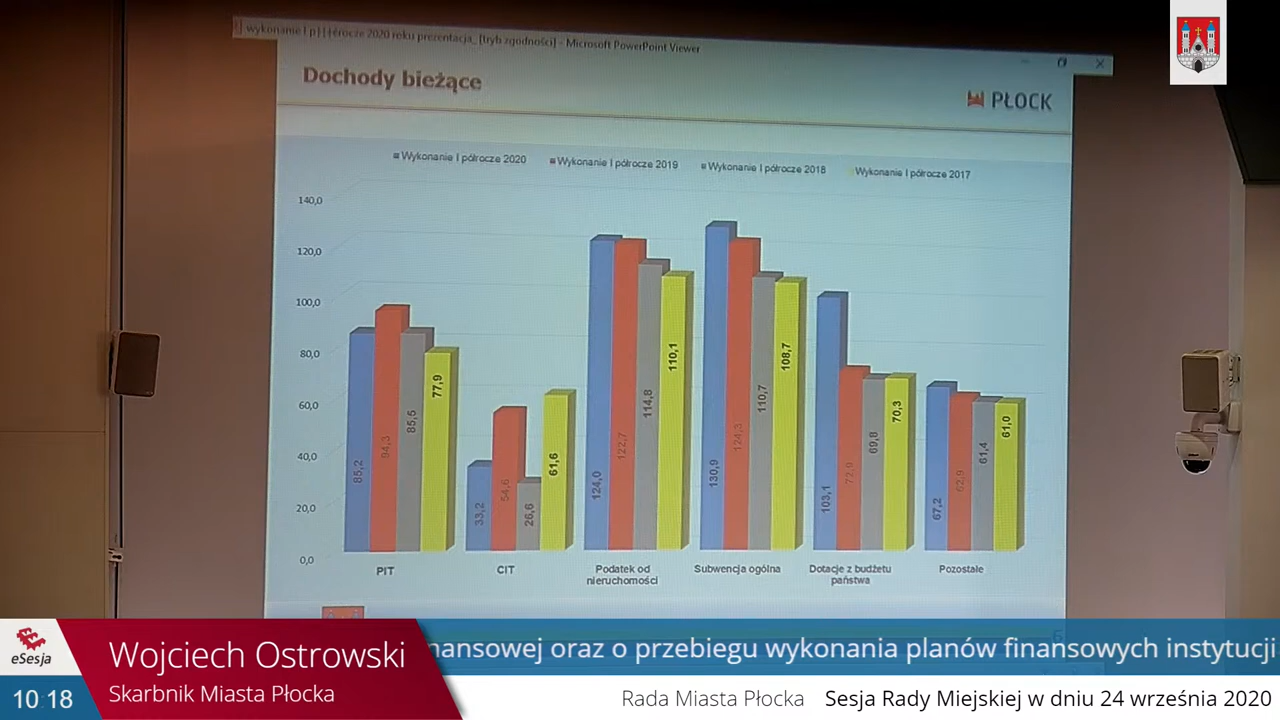 wykonanie I półrocze 2020 roku prezentacja_ [tryb zgodności] - Microsoft PowerPoint Viewer
Dochody bieżące
PŁOCK
Wykonanie I półrocze 2020 Wykonanie I półrocze 2019 Wykonanie I półrocze 2018 Wykonanie I półrocze 2017
140,0
120,0
100,0
80,0
60,0
40,0
20,0
0,0
85,2 94,3 85,5 77,9
33,2 54,6 26,6 61,6
124,0 122,7 114,8 110,1
130,9 124,3 110,7 108,7
103,1 72,9 69,8 70,3
67,2 62,9 61,4 61,0
PIT
CIT
Podatek od
nieruchomości
Subwencja ogólna
Dotacje z budżetu
państwa
Pozostałe
6
eSesja
10:18
Wojciech Ostrowski
Skarbnik Miasta Płocka
nansowej oraz o przebiegu wykonania planów finansowych instytucji
Rada Miasta Płocka Sesja Rady Miejskiej w dniu 24 września 2020